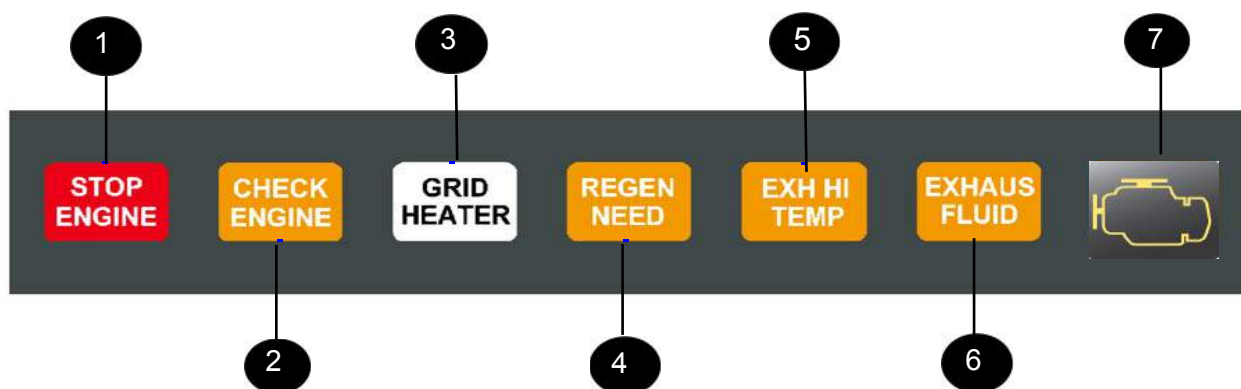 1
3
5
7
STOP
ENGINE
CHECK
ENGINE
GRID
HEATER
REGEN
NEED
EXH HI
TEMP
EXHAUS
FLUID
2
4
6